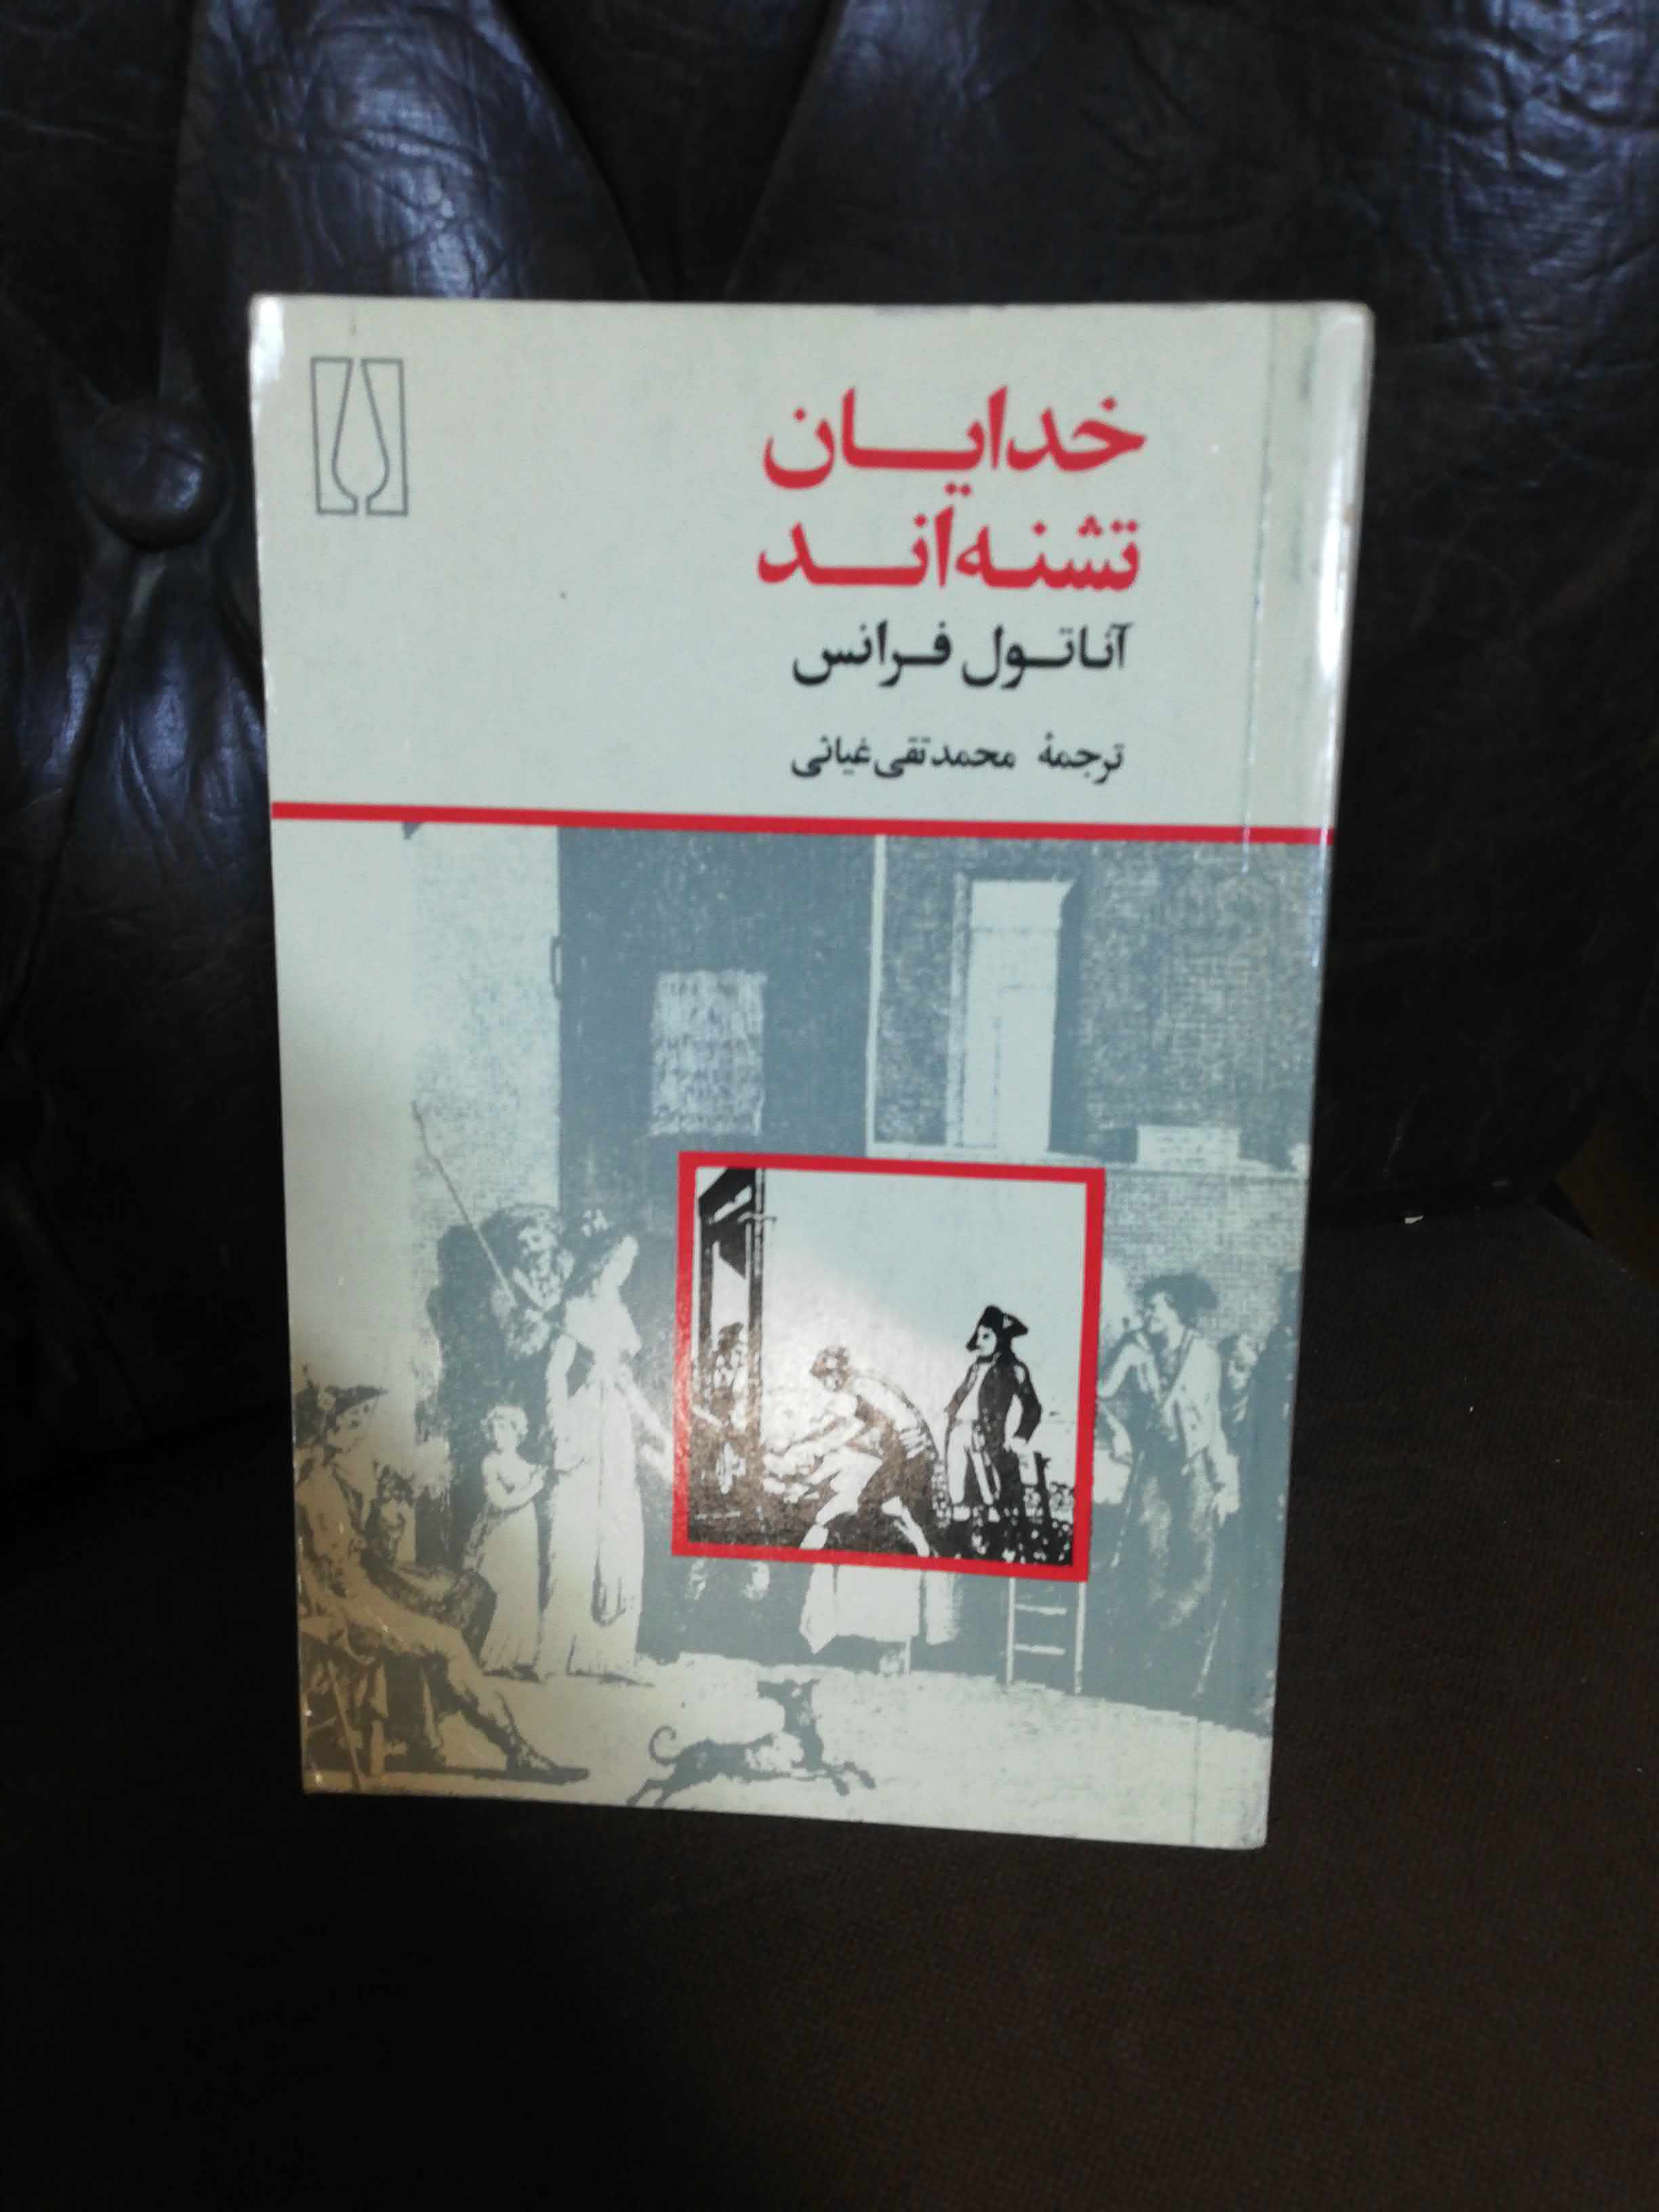 خدایان
تشنه‌اند
آناتول فرانس
ترجمهٔ محمدتقی غیاثی